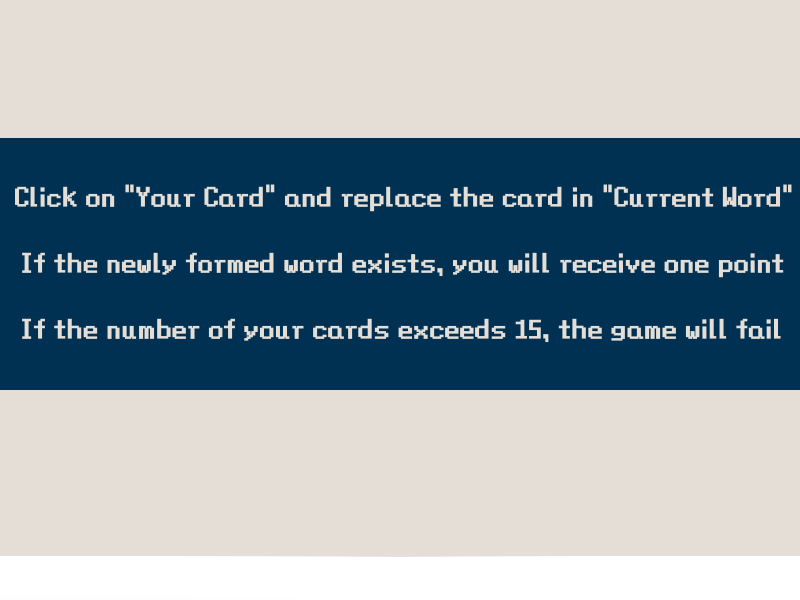 Click on "Your Card" and replace the card in "Current Word"
If the newly formed word exists, you will receive one point
If the number of your cards exceeds 15, the game will fail